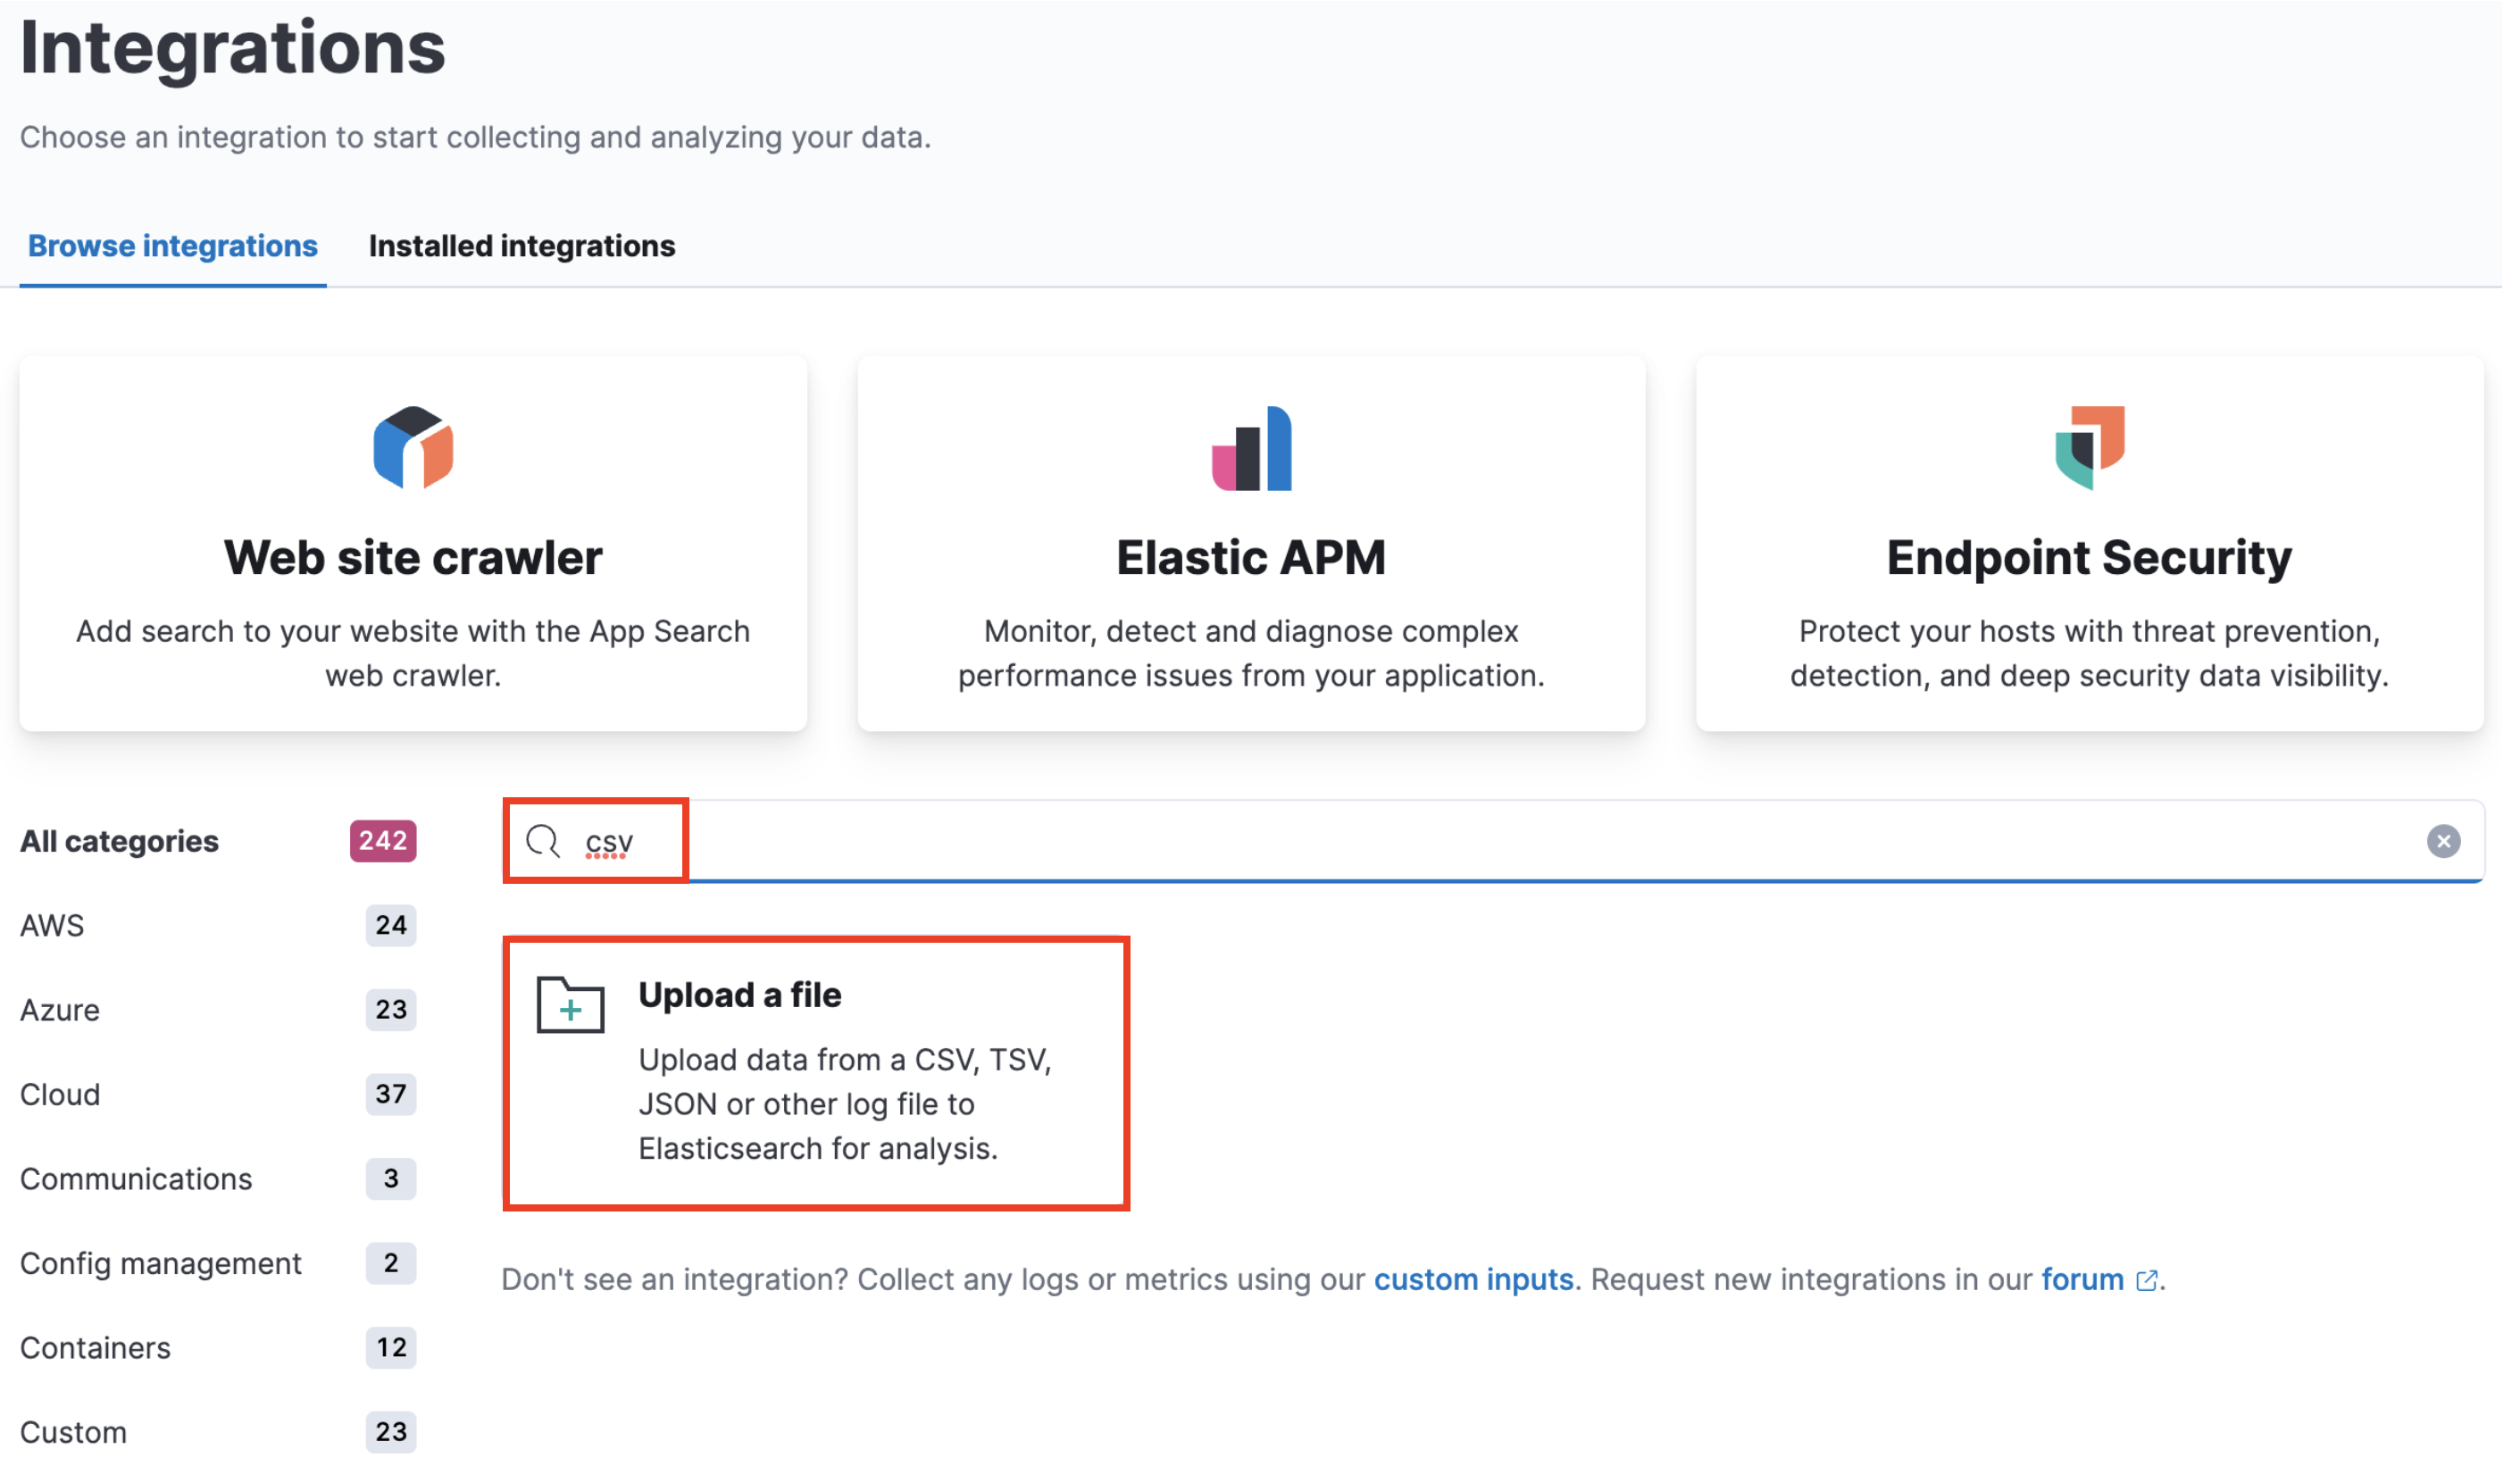 Integrations
Choose an integration to start collecting and analyzing your data.
Browse integrations
Installed integrations
Web site crawler
Add search to your website with the App Search
web crawler.
Elastic APM
Monitor, detect and diagnose complex
performance issues from your application.
Endpoint Security
Protect your hosts with threat prevention,
detection, and deep security data visibility.
All categories 242
AWS 24
Azure 23
Cloud 37
Communications 3
Config management 2
Containers 12
Custom 23
csv
Upload a file
Upload data from a CSV, TSV,
JSON or other log file to
Elasticsearch for analysis.
Don't see an integration? Collect any logs or metrics using our custom inputs. Request new integrations in our forum.